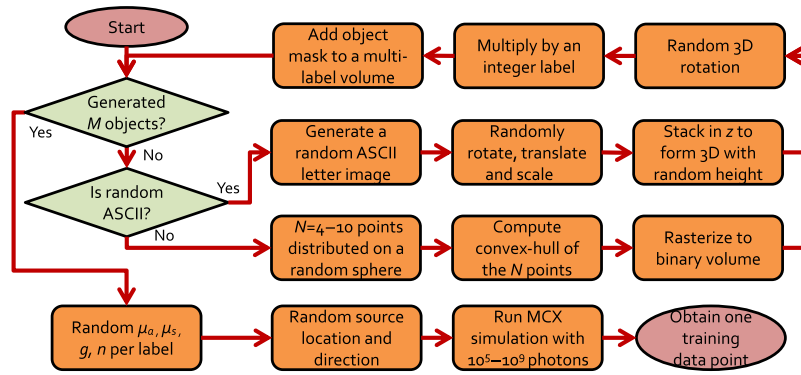 Start
Add object
mask to a multi-
label volume
Multiply by an
integer label
Random 3D
rotation
Generated
M objects?
Yes
No
Generate a
random ASCII
letter image
Randomly
rotate, translate
and scale
Stack in z to
form 3D with
random height
Is random
ASCII?
Yes
No
N=4–10 points
distributed on a
random sphere
Compute
convex-hull of
the N points
Rasterize to
binary volume
Random μₐ, μₛ,
g, n per label
Random source
location and
direction
Run MCX
simulation with
10⁵–10⁹ photons
Obtain one
training
data point